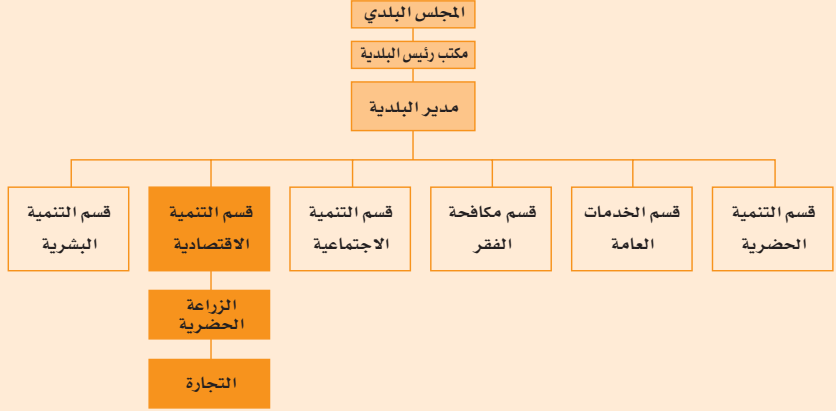 المجلس البلدي
مكتب رئيس البلدية
مدير البلدية
قسم التنمية
الحضرية
قسم الخدمات
العامة
قسم مكافحة
الفقر
قسم التنمية
الاجتماعية
قسم التنمية
الاقتصادية
قسم التنمية
البشرية
الزراعة
الحضرية
التجارة